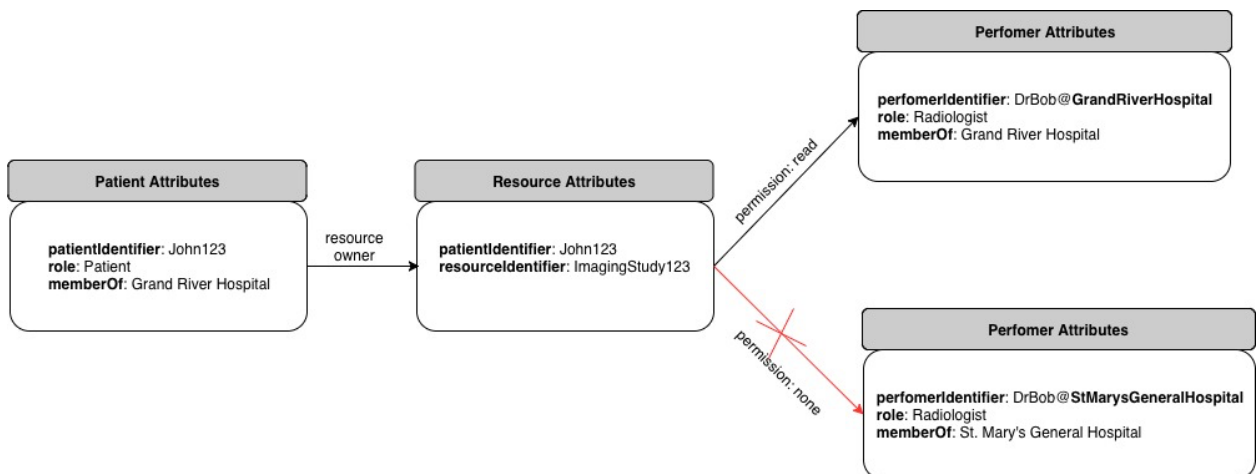 Perfomer Attributes
perfomerIdentifier: DrBob@GrandRiverHospital
role: Radiologist
memberOf: Grand River Hospital
permission: read
Patient Attributes
patientIdentifier: John123
role: Patient
memberOf: Grand River Hospital
resource
owner
Resource Attributes
patientIdentifier: John123
resourceIdentifier: ImagingStudy123
permission: none
Perfomer Attributes
perfomerIdentifier: DrBob@StMarysGeneralHospital
role: Radiologist
memberOf: St. Mary's General Hospital